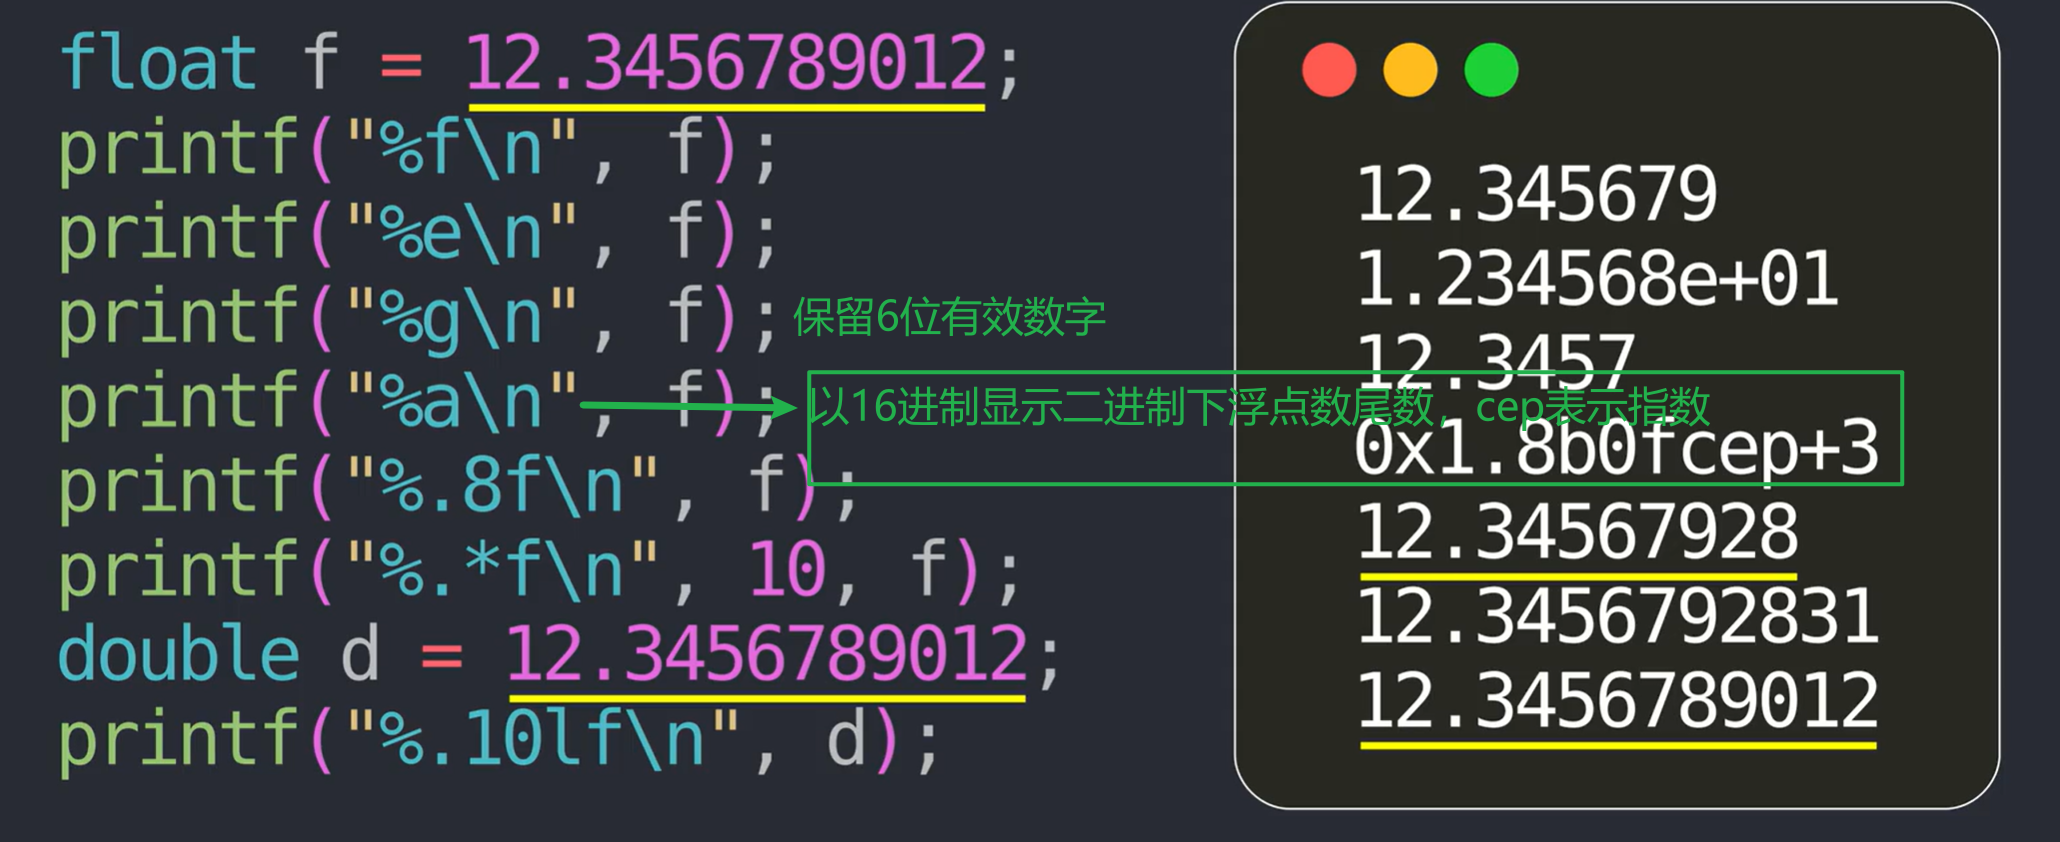 float f = 12.3456789012;
printf("%f\n", f);
printf("%e\n", f);
printf("%g\n", f);
保留6位有效数字
printf("%a\n", f);
以16进制显示二进制下浮点数尾数，cep表示指数
printf("%.8f\n", f);
printf("%.*f\n", 10, f);
double d = 12.3456789012;
printf("%.10lf\n", d);
12.345679
1.234568e+01
12.3457
0x1.8b0fcep+3
12.34567928
12.3456792831
12.3456789012